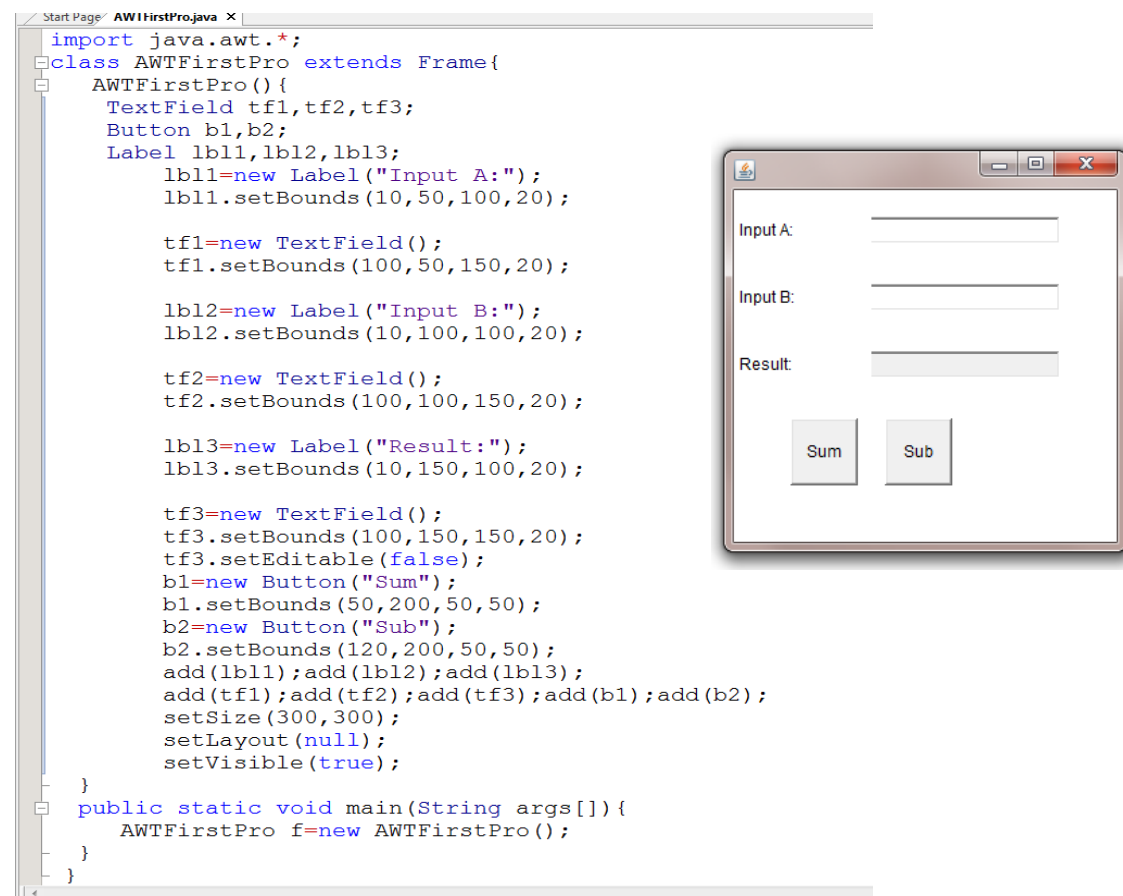 Start Page AWTFirstPro.java X
import java.awt.*;
class AWTFirstPro extends Frame{
AWTFirstPro(){
TextField tf1,tf2,tf3;
Button b1,b2;
Label lbl1,lbl2,lbl3;
lbl1=new Label("Input A:");
lbl1.setBounds(10,50,100,20);
tf1=new TextField();
tf1.setBounds(100,50,150,20);
lbl2=new Label("Input B:");
lbl2.setBounds(10,100,100,20);
tf2=new TextField();
tf2.setBounds(100,100,150,20);
lbl3=new Label("Result:");
lbl3.setBounds(10,150,100,20);
tf3=new TextField();
tf3.setBounds(100,150,150,20);
tf3.setEditable(false);
b1=new Button("Sum");
b1.setBounds(50,200,50,50);
b2=new Button("Sub");
b2.setBounds(120,200,50,50);
add(lbl1);add(lbl2);add(lbl3);
add(tf1);add(tf2);add(tf3);add(b1);add(b2);
setSize(300,300);
setLayout(null);
setVisible(true);
}
public static void main(String args[]){
AWTFirstPro f=new AWTFirstPro();
}
}
Input A:
Input B:
Result:
Sum Sub